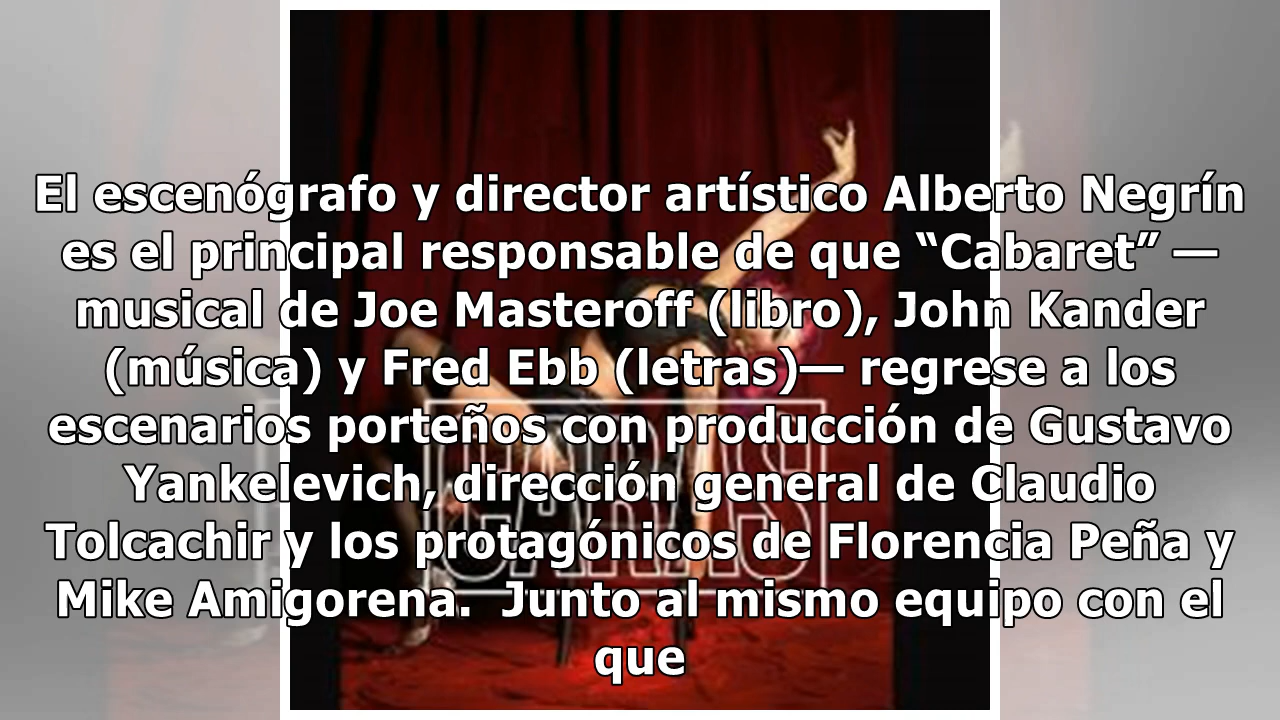 El escenógrafo y director artístico Alberto Negrín
es el principal responsable de que “Cabaret” —
musical de Joe Masteroff (libro), John Kander
(música) y Fred Ebb (letras)— regrese a los
escenarios porteños con producción de Gustavo
Yankelevich, dirección general de Claudio
Tolcachir y los protagónicos de Florencia Peña y
Mike Amigorena.  Junto al mismo equipo con el
que
CARAS